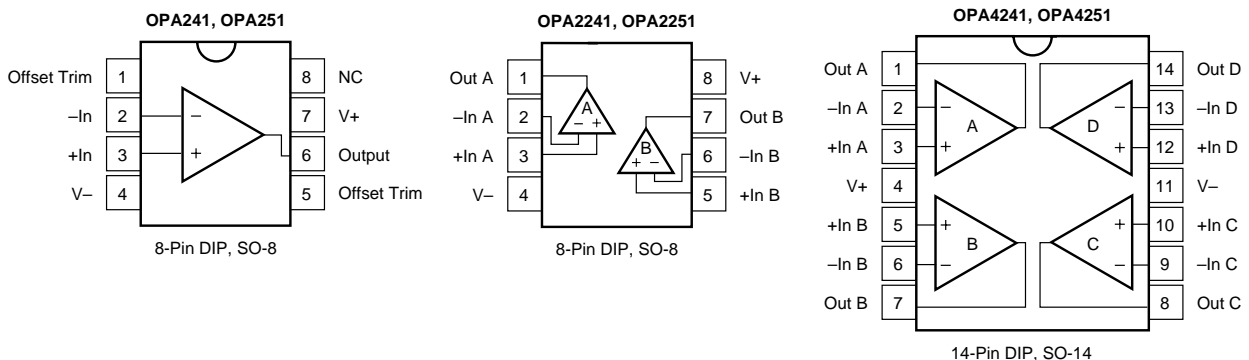 OPA241, OPA251
Offset Trim 1 8 NC
–In 2 – 7 V+
+In 3 + 6 Output
V– 4 5 Offset Trim
8-Pin DIP, SO-8
OPA2241, OPA2251
Out A 1 8 V+
–In A 2 A – + 7 Out B
+In A 3 B + – 6 –In B
V– 4 5 +In B
8-Pin DIP, SO-8
OPA4241, OPA4251
Out A 1 14 Out D
–In A 2 – – 13 –In D
A D
+In A 3 + + 12 +In D
V+ 4 11 V–
+In B 5 + + 10 +In C
B C
–In B 6 – – 9 –In C
Out B 7 8 Out C
14-Pin DIP, SO-14